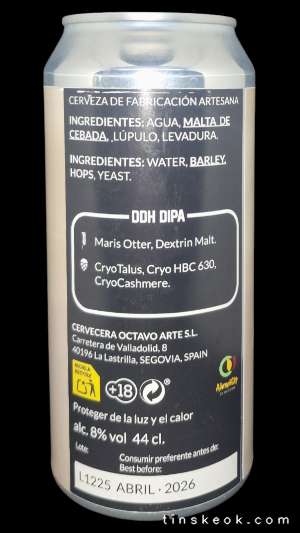 CERVEZA DE FABRICACIÓN ARTESANA
INGREDIENTES: AGUA, MALTA DE
CEBADA, ,LÚPULO, LEVADURA.
INGREDIENTES: WATER, BARLEY,
HOPS, YEAST.
DDH DIPA
Maris Otter, Dextrin Malt.
CryoTalus, Cryo HBC 630,
CryoCashmere.
CERVECERA OCTAVO ARTE S.L.
Carretera de Valladolid, 8
40196 La Lastrilla, SEGOVIA, SPAIN
+18
Proteger de la luz y el calor
alc. 8% vol 44 cl.
Lote:
Consumir preferente antes de:
Best before:
L1225 ABRIL · 2026
tinskeok.com